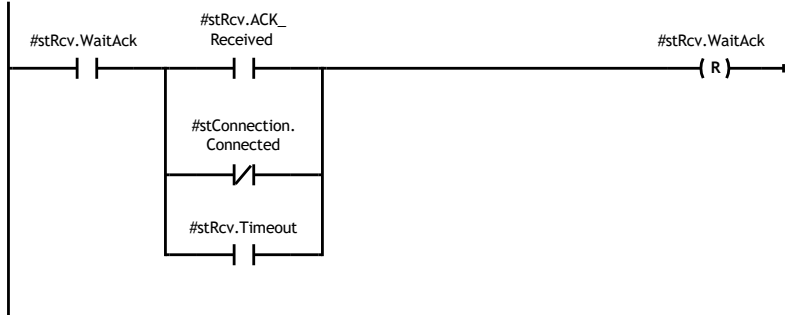 #stRcv.WaitAck
#stRcv.ACK_
Received
#stRcv.WaitAck
R
#stConnection.
Connected
#stRcv.Timeout